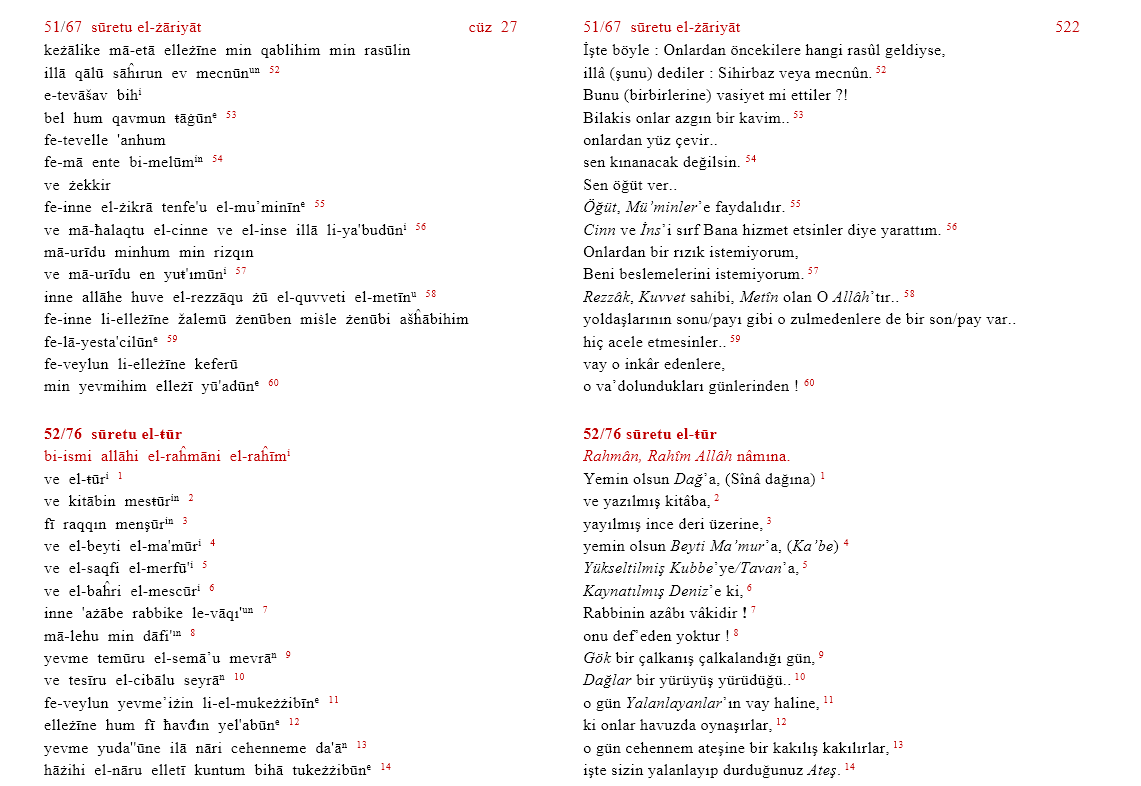 51/67 sūretu el-żāriyāt cüz 27
keżālike mā-etā elleżīne min qablihim min rasūlin
illā qālū sāĥırun ev mecnūnᵘⁿ 52
e-tevāšav bihⁱ
bel hum qavmun ŧāġūnᵉ 53
fe-tevelle 'anhum
fe-mā ente bi-melūmⁱⁿ 54
ve żekkir
fe-inne el-żikrā tenfe'u el-mu’minīnᵉ 55
ve mā-ħalaqtu el-cinne ve el-inse illā li-ya'budūnⁱ 56
mā-urīdu minhum min rizqın
ve mā-urīdu en yuŧ'ımūnⁱ 57
inne allāhe huve el-rezzāqu żū el-quvveti el-metīnᵘ 58
fe-inne li-elleżīne žalemū żenūben miśle żenūbi ašĥābihim
fe-lā-yesta'cilūnᵉ 59
fe-veylun li-elleżīne keferū
min yevmihim elleżī yū'adūnᵉ 60
52/76 sūretu el-ŧūr
bi-ismi allāhi el-raĥmāni el-raĥīmⁱ
ve el-ŧūrⁱ 1
ve kitābin mesŧūrⁱⁿ 2
fī raqqın menşūrⁱⁿ 3
ve el-beyti el-ma'mūrⁱ 4
ve el-saqfi el-merfū'ⁱ 5
ve el-baĥri el-mescūrⁱ 6
inne 'ażābe rabbike le-vāqı'ᵘⁿ 7
mā-lehu min dāfi'ᶦⁿ 8
yevme temūru el-semā’u mevrāⁿ 9
ve tesīru el-cibālu seyrāⁿ 10
fe-veylun yevme’iżin li-el-mukeżżibīnᵉ 11
elleżīne hum fī ħavđın yel'abūnᵉ 12
yevme yuda''ūne ilā nāri cehenneme da'āⁿ 13
hāżihi el-nāru elletī kuntum bihā tukeżżibūnᵉ 14
51/67 sūretu el-żāriyāt 522
İşte böyle : Onlardan öncekilere hangi rasûl geldiyse,
illâ (şunu) dediler : Sihirbaz veya mecnûn. 52
Bunu (birbirlerine) vasiyet mi ettiler ?!
Bilakis onlar azgın bir kavim.. 53
onlardan yüz çevir..
sen kınanacak değilsin. 54
Sen öğüt ver..
Öğüt, Mü’minler’e faydalıdır. 55
Cinn ve İns’i sırf Bana hizmet etsinler diye yarattım. 56
Onlardan bir rızık istemiyorum,
Beni beslemelerini istemiyorum. 57
Rezzâk, Kuvvet sahibi, Metîn olan O Allâh’tır.. 58
yoldaşlarının sonu/payı gibi o zulmedenlere de bir son/pay var..
hiç acele etmesinler.. 59
vay o inkâr edenlere,
o va’dolundukları günlerinden ! 60
52/76 sūretu el-ŧūr
Rahmân, Rahîm Allâh nâmına.
Yemin olsun Dağ’a, (Sînâ dağına) 1
ve yazılmış kitâba, 2
yayılmış ince deri üzerine, 3
yemin olsun Beyti Ma’mur’a, (Ka’be) 4
Yükseltilmiş Kubbe’ye/Tavan’a, 5
Kaynatılmış Deniz’e ki, 6
Rabbinin azâbı vâkidir ! 7
onu def’eden yoktur ! 8
Gök bir çalkanış çalkalandığı gün, 9
Dağlar bir yürüyüş yürüdüğü.. 10
o gün Yalanlayanlar’ın vay haline, 11
ki onlar havuzda oynaşırlar, 12
o gün cehennem ateşine bir kakılış kakılırlar, 13
işte sizin yalanlayıp durduğunuz Ateş. 14